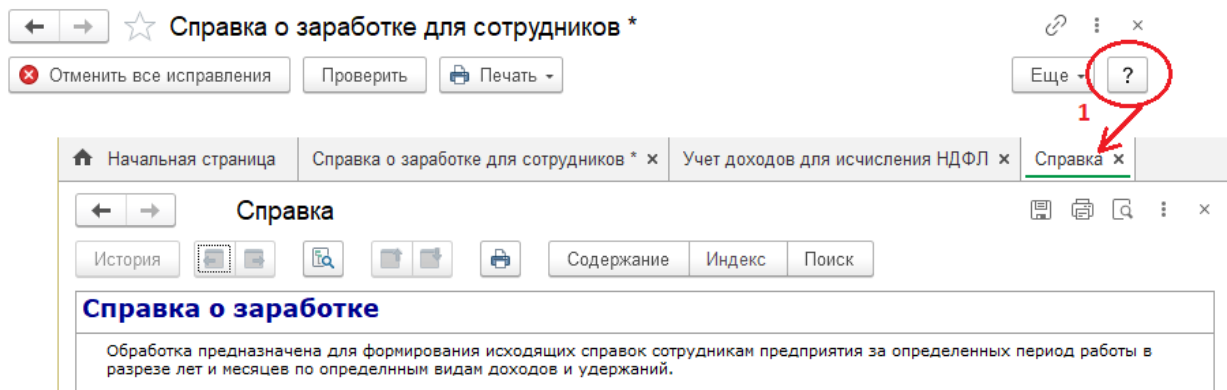 Справка о заработке для сотрудников *
Отменить все исправления Проверить Печать Еще ?
1
Начальная страница Справка о заработке для сотрудников * × Учет доходов для исчисления НДФЛ × Справка ×
Справка
История Содержание Индекс Поиск
Справка о заработке
Обработка предназначена для формирования исходящих справок сотрудникам предприятия за определенных период работы в
разрезе лет и месяцев по определнным видам доходов и удержаний.